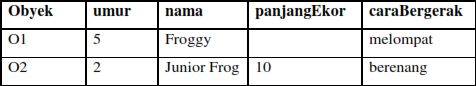 Obyek umur nama panjangEkor caraBergerak
O1 5 Froggy melompat
O2 2 Junior Frog 10 berenang